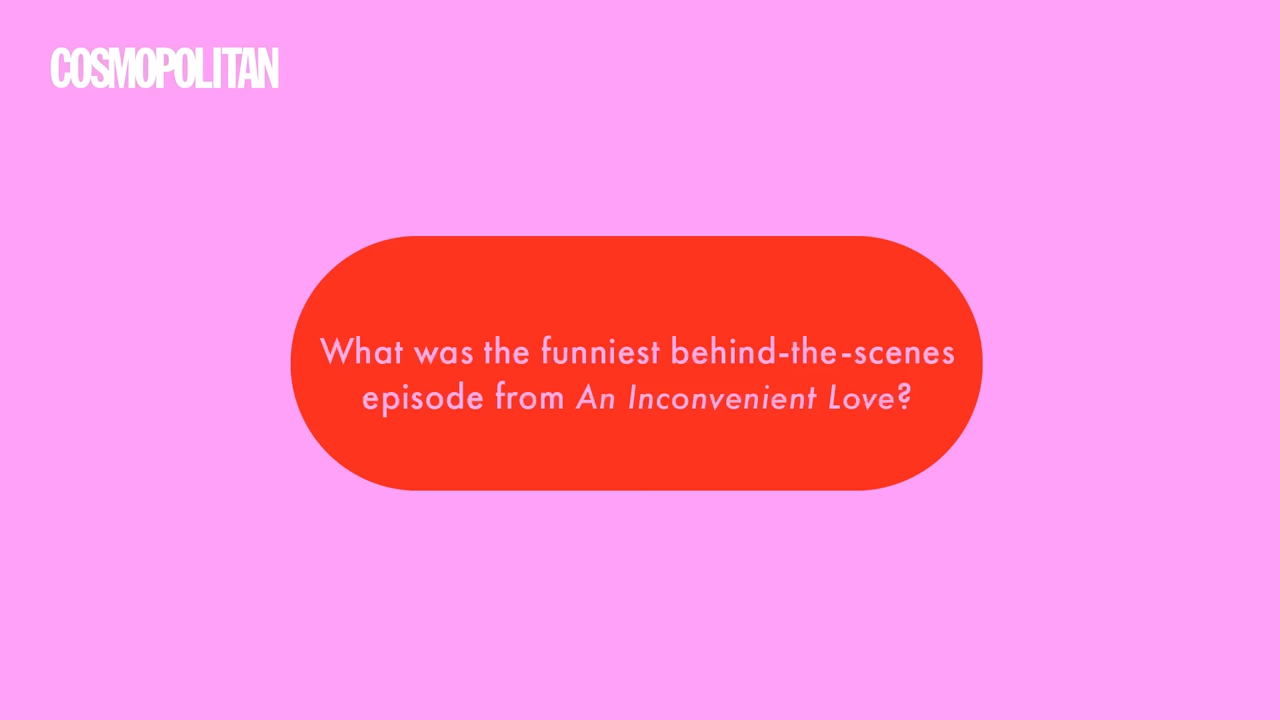 COSMOPOLITAN
What was the funniest behind-the-scenes
episode from An Inconvenient Love?